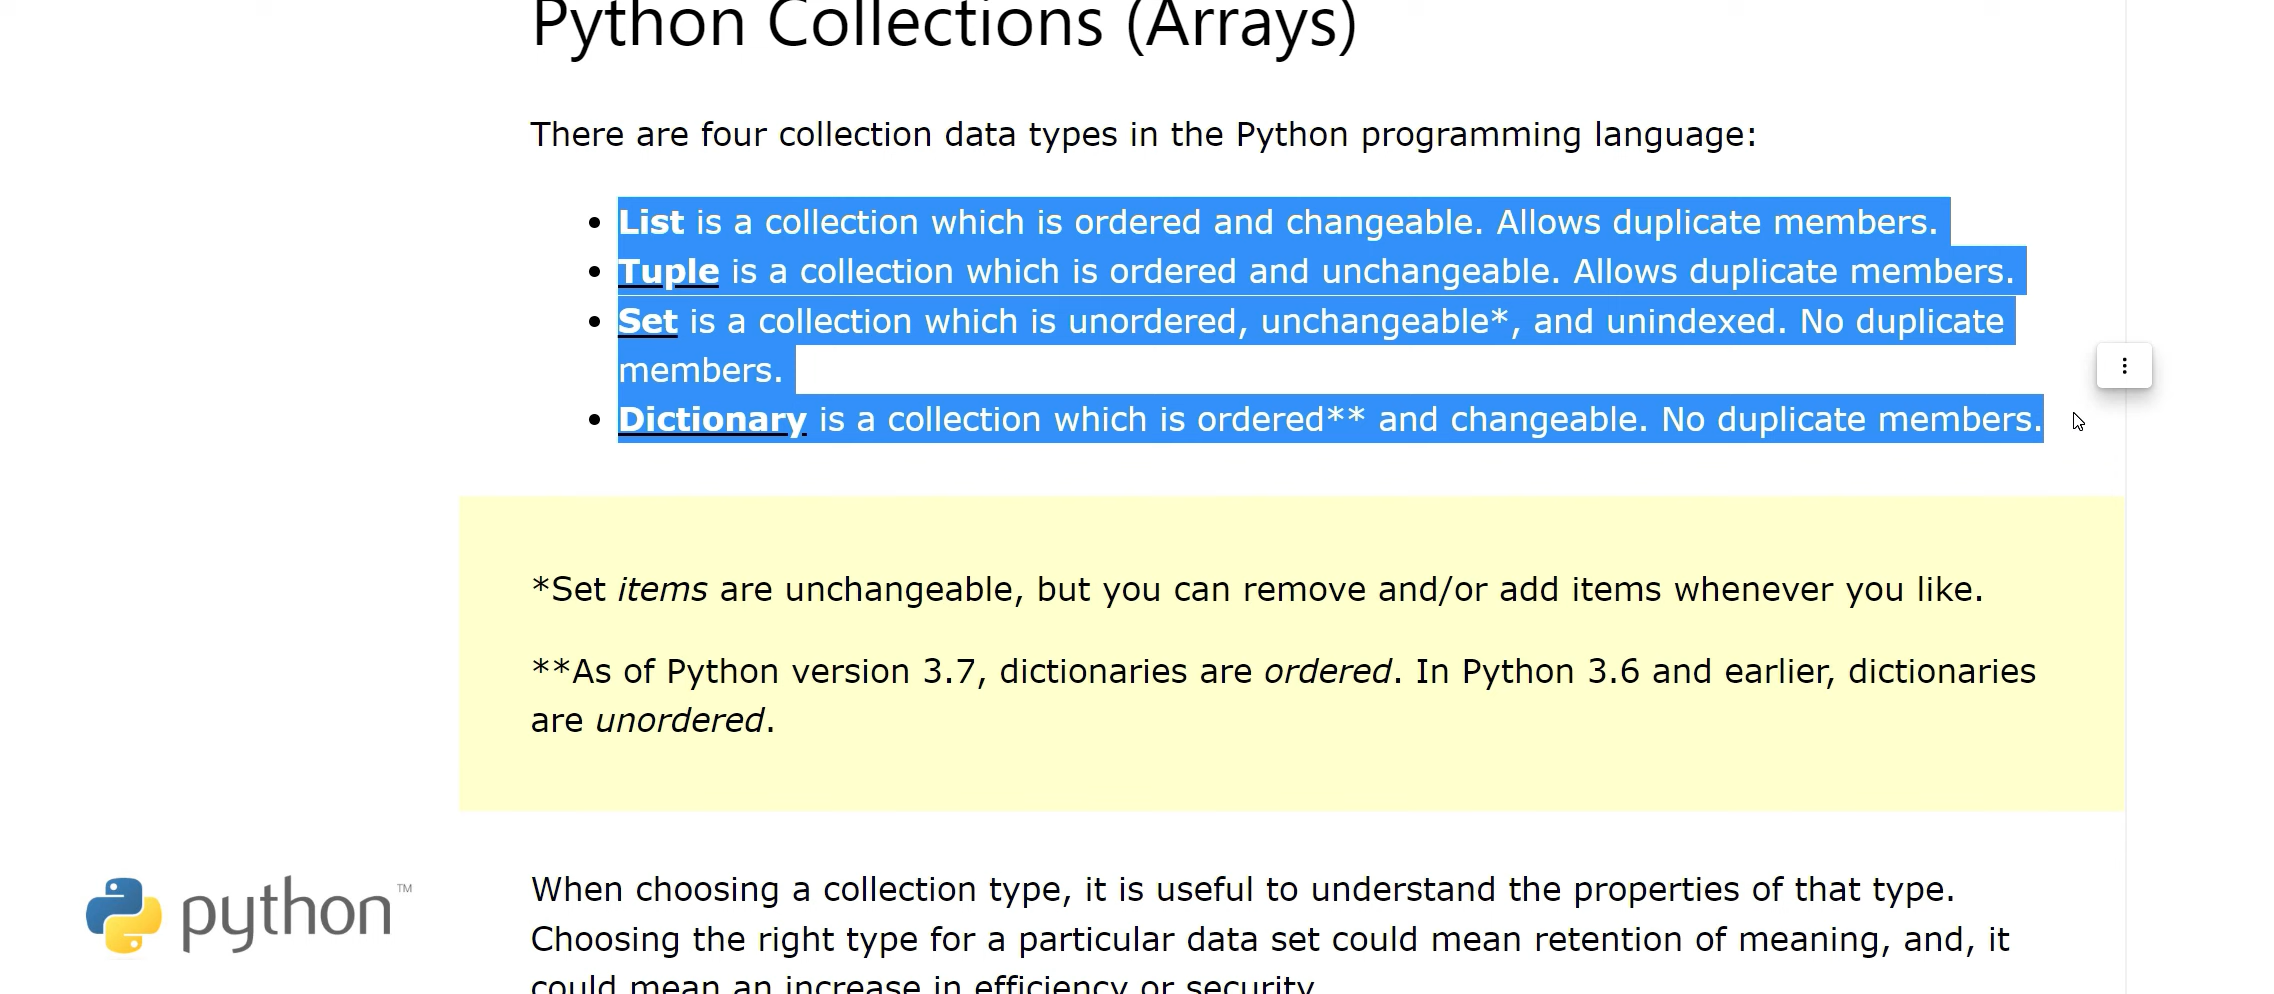 Python Collections (Arrays)
There are four collection data types in the Python programming language:
• List is a collection which is ordered and changeable. Allows duplicate members.
• Tuple is a collection which is ordered and unchangeable. Allows duplicate members.
• Set is a collection which is unordered, unchangeable*, and unindexed. No duplicate
members.
• Dictionary is a collection which is ordered** and changeable. No duplicate members.
*Set items are unchangeable, but you can remove and/or add items whenever you like.
**As of Python version 3.7, dictionaries are ordered. In Python 3.6 and earlier, dictionaries
are unordered.
python™
When choosing a collection type, it is useful to understand the properties of that type.
Choosing the right type for a particular data set could mean retention of meaning, and, it
could mean an increase in efficiency or security.